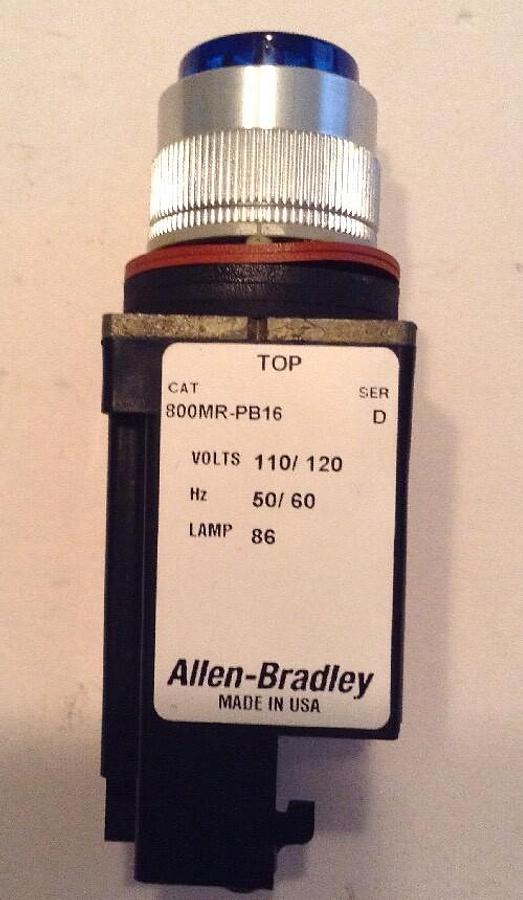 TOP
CAT SER
800MR-PB16 D
VOLTS 110/ 120
Hz 50/ 60
LAMP 86
Allen-Bradley
MADE IN USA